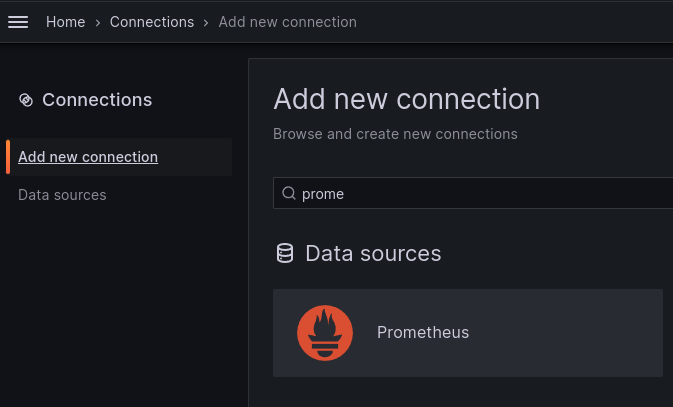 Home > Connections > Add new connection
Connections
Add new connection
Data sources
Add new connection
Browse and create new connections
prome
Data sources
Prometheus